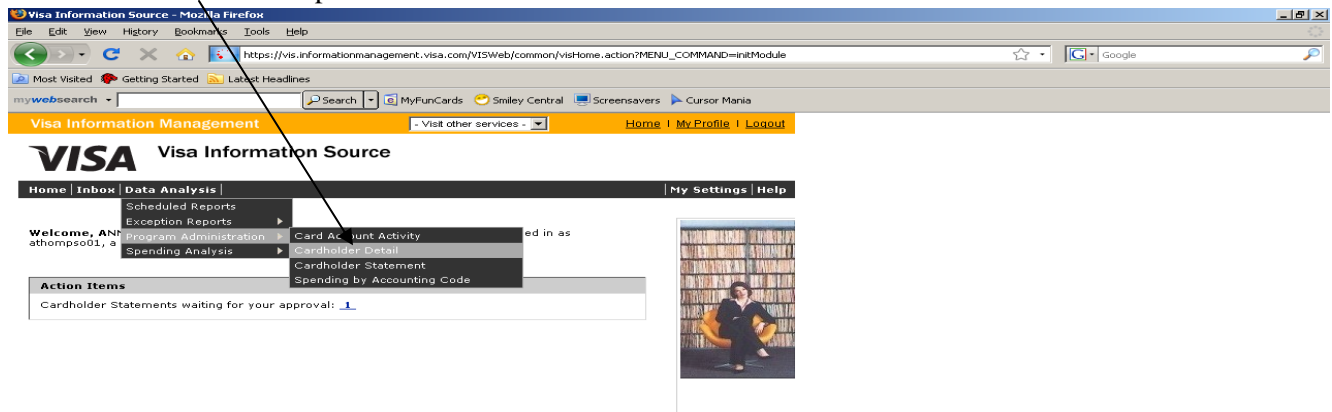 Visa Information Source - Mozilla Firefox
File Edit View History Bookmarks Tools Help
https://vis.informationmanagement.visa.com/VISWeb/common/visHome.action?MENU_COMMAND=initModule
Google
Most Visited Getting Started Latest Headlines
mywebsearch Search MyFunCards Smiley Central Screensavers Cursor Mania
Visa Information Management - Visit other services - Home | My Profile | Logout
VISA Visa Information Source
Home | Inbox | Data Analysis | | My Settings | Help
Scheduled Reports
Exception Reports
Welcome, ANN Program Administration Card Account Activity ed in as
athompso01, a Spending Analysis Cardholder Detail
Cardholder Statement
Spending by Accounting Code
Action Items
Cardholder Statements waiting for your approval: 1